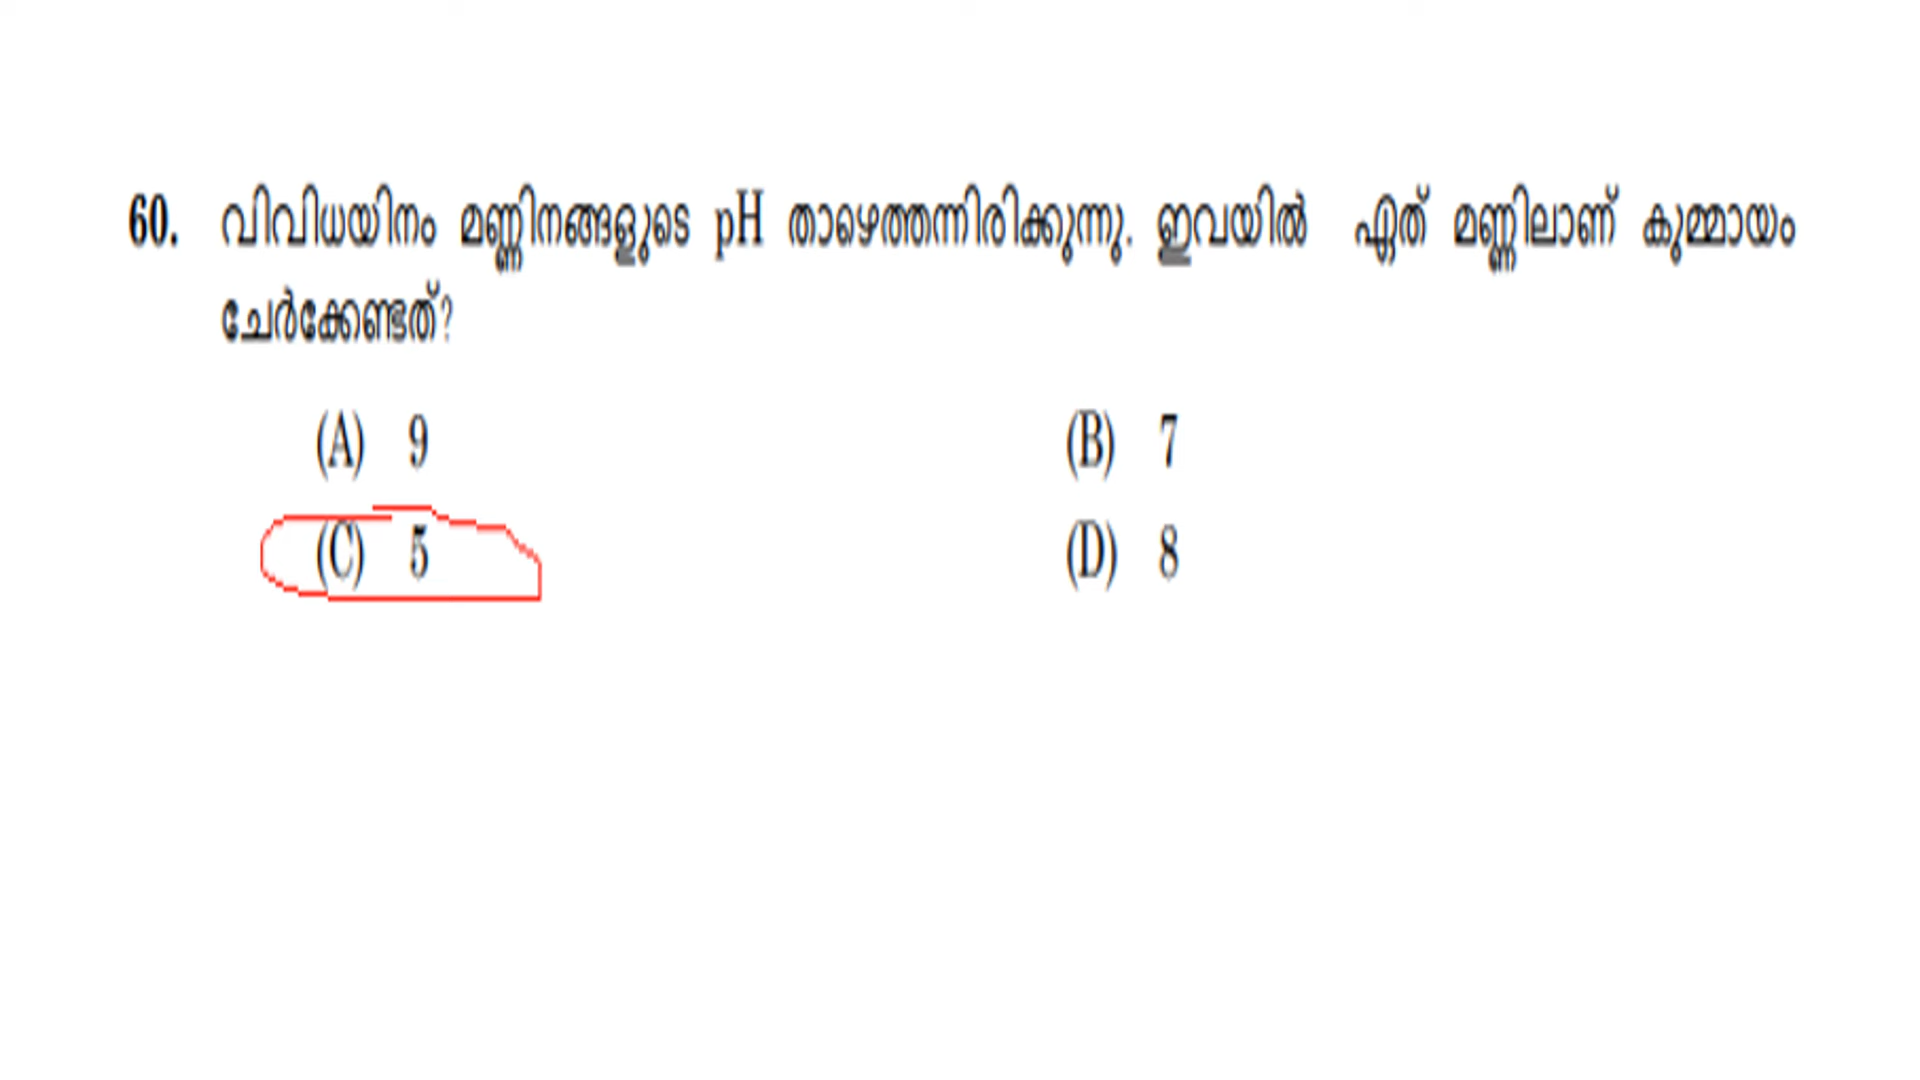 60. വിവിധയിനം മണ്ണിനങ്ങളുടെ pH താഴെത്തന്നിരിക്കുന്നു. ഇവയിൽ ഏത് മണ്ണിലാണ് കുമ്മായം
ചേർക്കേണ്ടത്?
(A) 9 (B) 7
(C) 5 (D) 8